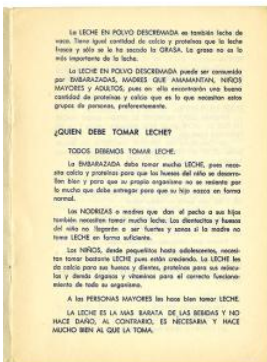 La LECHE EN POLVO DESCREMADA es también leche de
vaca. Tiene igual cantidad de calcio y proteínas que la leche
fresca y sólo se le ha sacado la GRASA. La grasa no es lo
más importante de la leche.
La LECHE EN POLVO DESCREMADA puede ser consumida
por EMBARAZADAS, MADRES QUE AMAMANTAN, NIÑOS
MAYORES y ADULTOS, pues en ella encontrarán una buena
cantidad de proteínas y calcio que es lo que necesitan estos
grupos de personas, preferentemente.
¿QUIEN DEBE TOMAR LECHE?
TODOS DEBEMOS TOMAR LECHE.
La EMBARAZADA debe tomar mucha LECHE, pues nece-
sita calcio y proteínas para que los huesos del niño se desarro-
llen bien y para que su propio organismo no se resienta por
lo mucho que debe entregar para que su hijo nazca en forma
normal.
Las NODRIZAS o madres que dan el pecho a sus hijos
también necesitan tomar mucha leche. Los dientecitos y huesos
del niño no llegarán a ser fuertes y sanos si la madre no
toma LECHE en forma suficiente.
Los NIÑOS, desde pequeñitos hasta adolescentes, necesi-
tan tomar bastante LECHE pues están creciendo. La LECHE les
da calcio para sus huesos y dientes, proteínas para sus múscu-
los y demás órganos y vitaminas para el correcto funciona-
miento de todo su organismo.
A las PERSONAS MAYORES les hace bien tomar LECHE.
LA LECHE ES LA MAS BARATA DE LAS BEBIDAS Y NO
HACE DAÑO, AL CONTRARIO, ES NECESARIA Y HACE
MUCHO BIEN AL QUE LA TOMA.